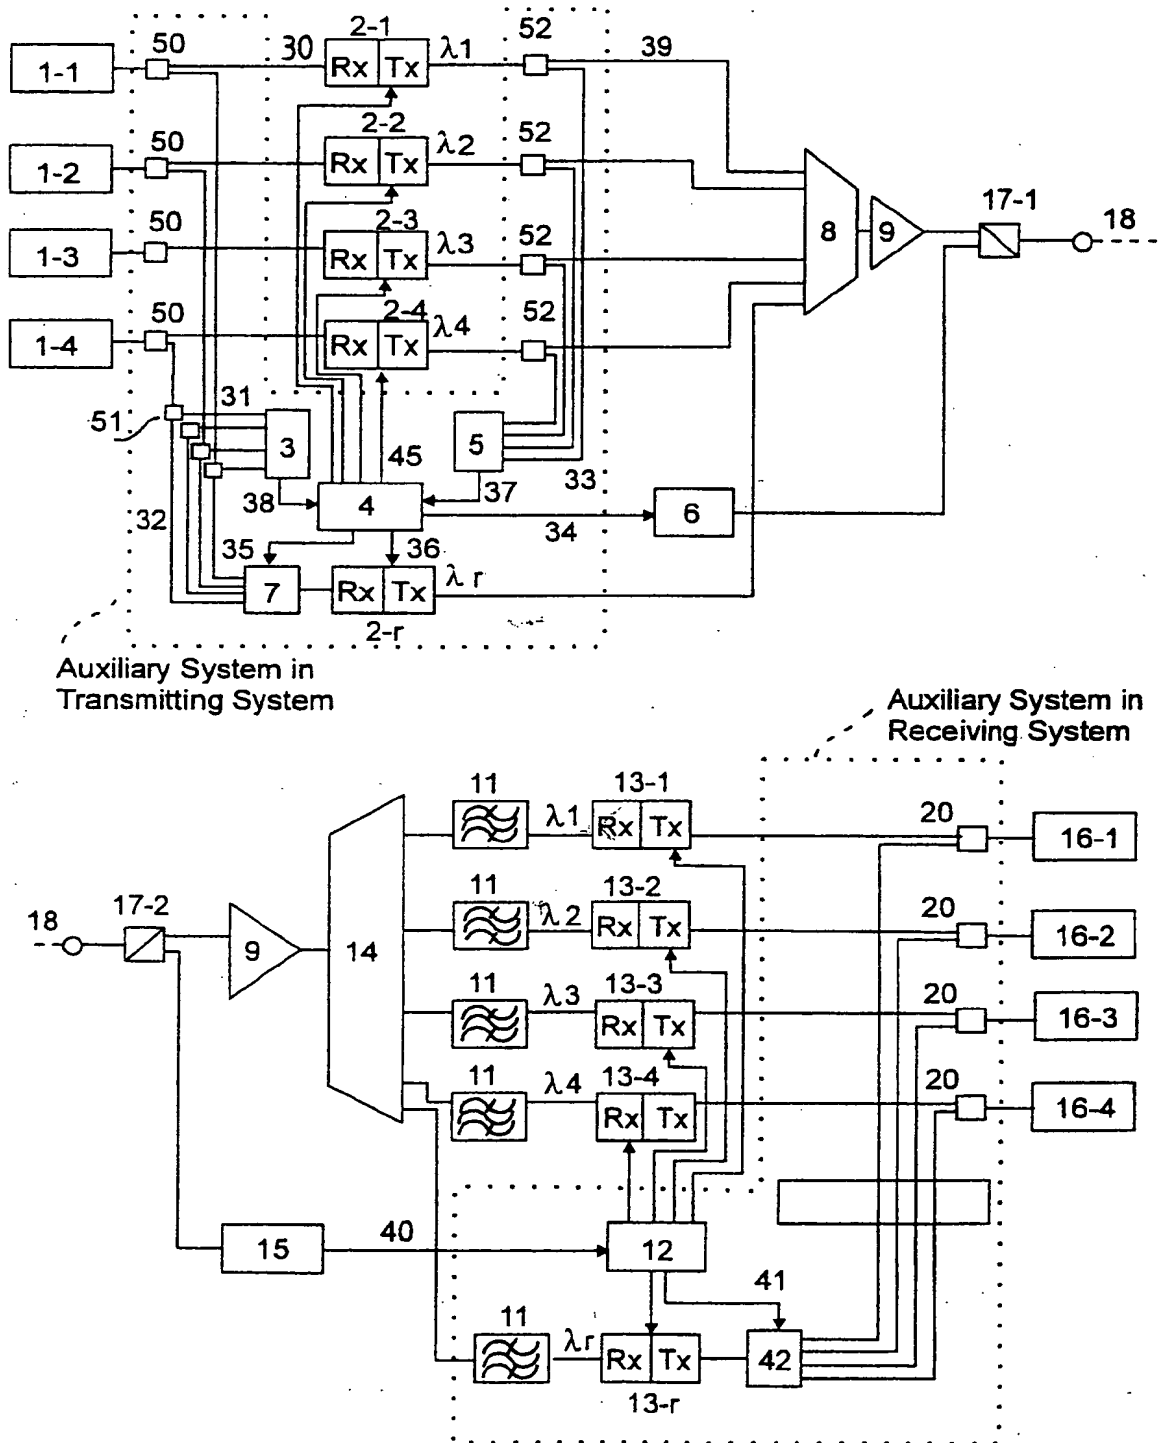 2-1
52
50
30
λ1
39
1-1
Rx
Tx
2-2
52
50
λ2
1-2
Rx
Tx
17-1
2-3
52
50
λ3
8
9
18
1-3
Rx
Tx
2-4
52
50
λ4
1-4
Rx
Tx
31
51
3
5
45
33
38
37
4
6
32
34
35
36
λr
7
Rx
Tx
2-r
Auxiliary System in
Transmitting System
Auxiliary System in
Receiving System
11
13-1
λ1
20
Rx
Tx
16-1
11
13-2
17-2
λ2
20
18
Rx
Tx
16-2
9
14
11
13-3
λ3
20
Rx
Tx
16-3
11
13-4
λ4
20
Rx
Tx
16-4
40
15
12
41
11
λr
Rx
Tx
42
13-r